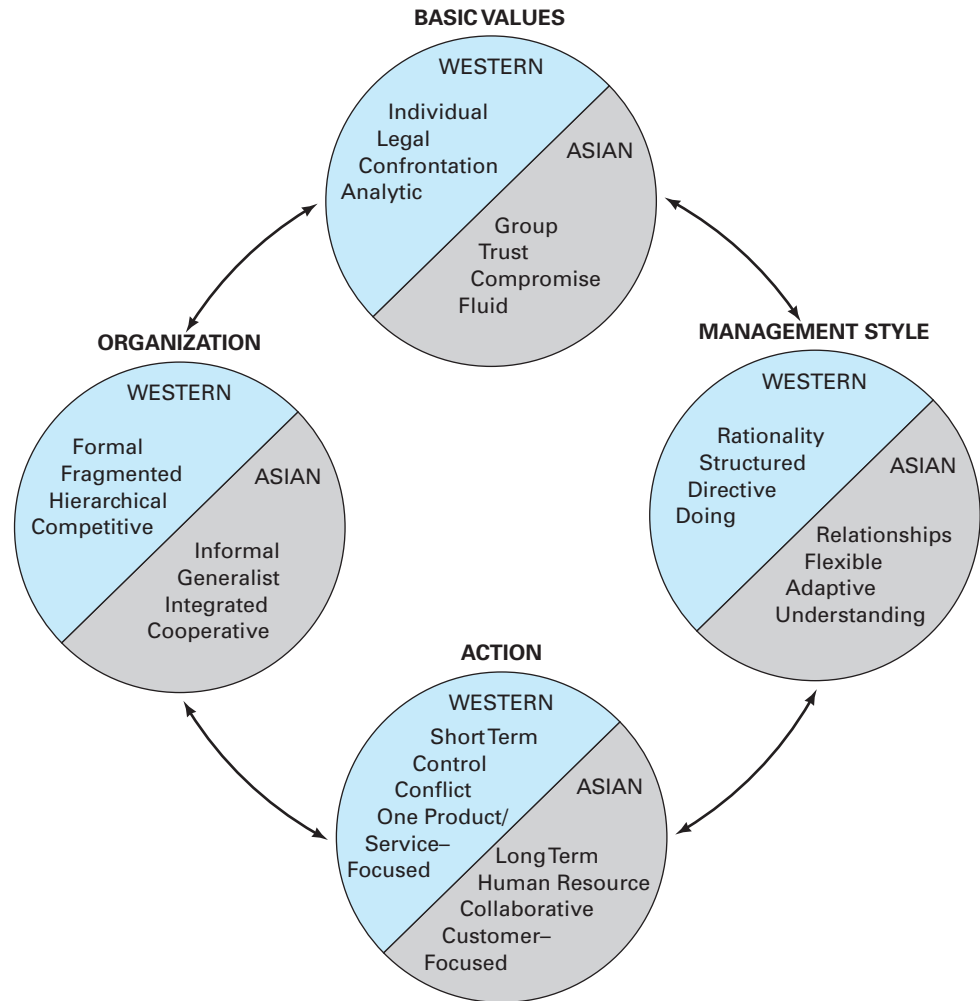 BASIC VALUES
WESTERN
Individual
Legal
Confrontation
Analytic
ASIAN
Group
Trust
Compromise
Fluid
ORGANIZATION
WESTERN
Formal
Fragmented
Hierarchical
Competitive
ASIAN
Informal
Generalist
Integrated
Cooperative
MANAGEMENT STYLE
WESTERN
Rationality
Structured
Directive
Doing
ASIAN
Relationships
Flexible
Adaptive
Understanding
ACTION
WESTERN
Short Term
Control
Conflict
One Product/
Service–
Focused
ASIAN
Long Term
Human Resource
Collaborative
Customer–
Focused